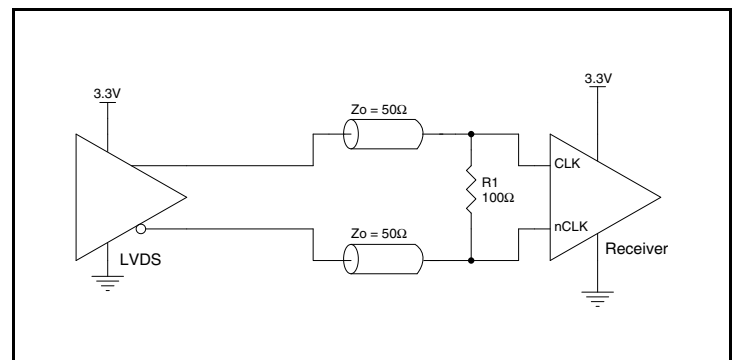 3.3V
LVDS
Zo = 50Ω
Zo = 50Ω
R1
100Ω
3.3V
CLK
nCLK
Receiver